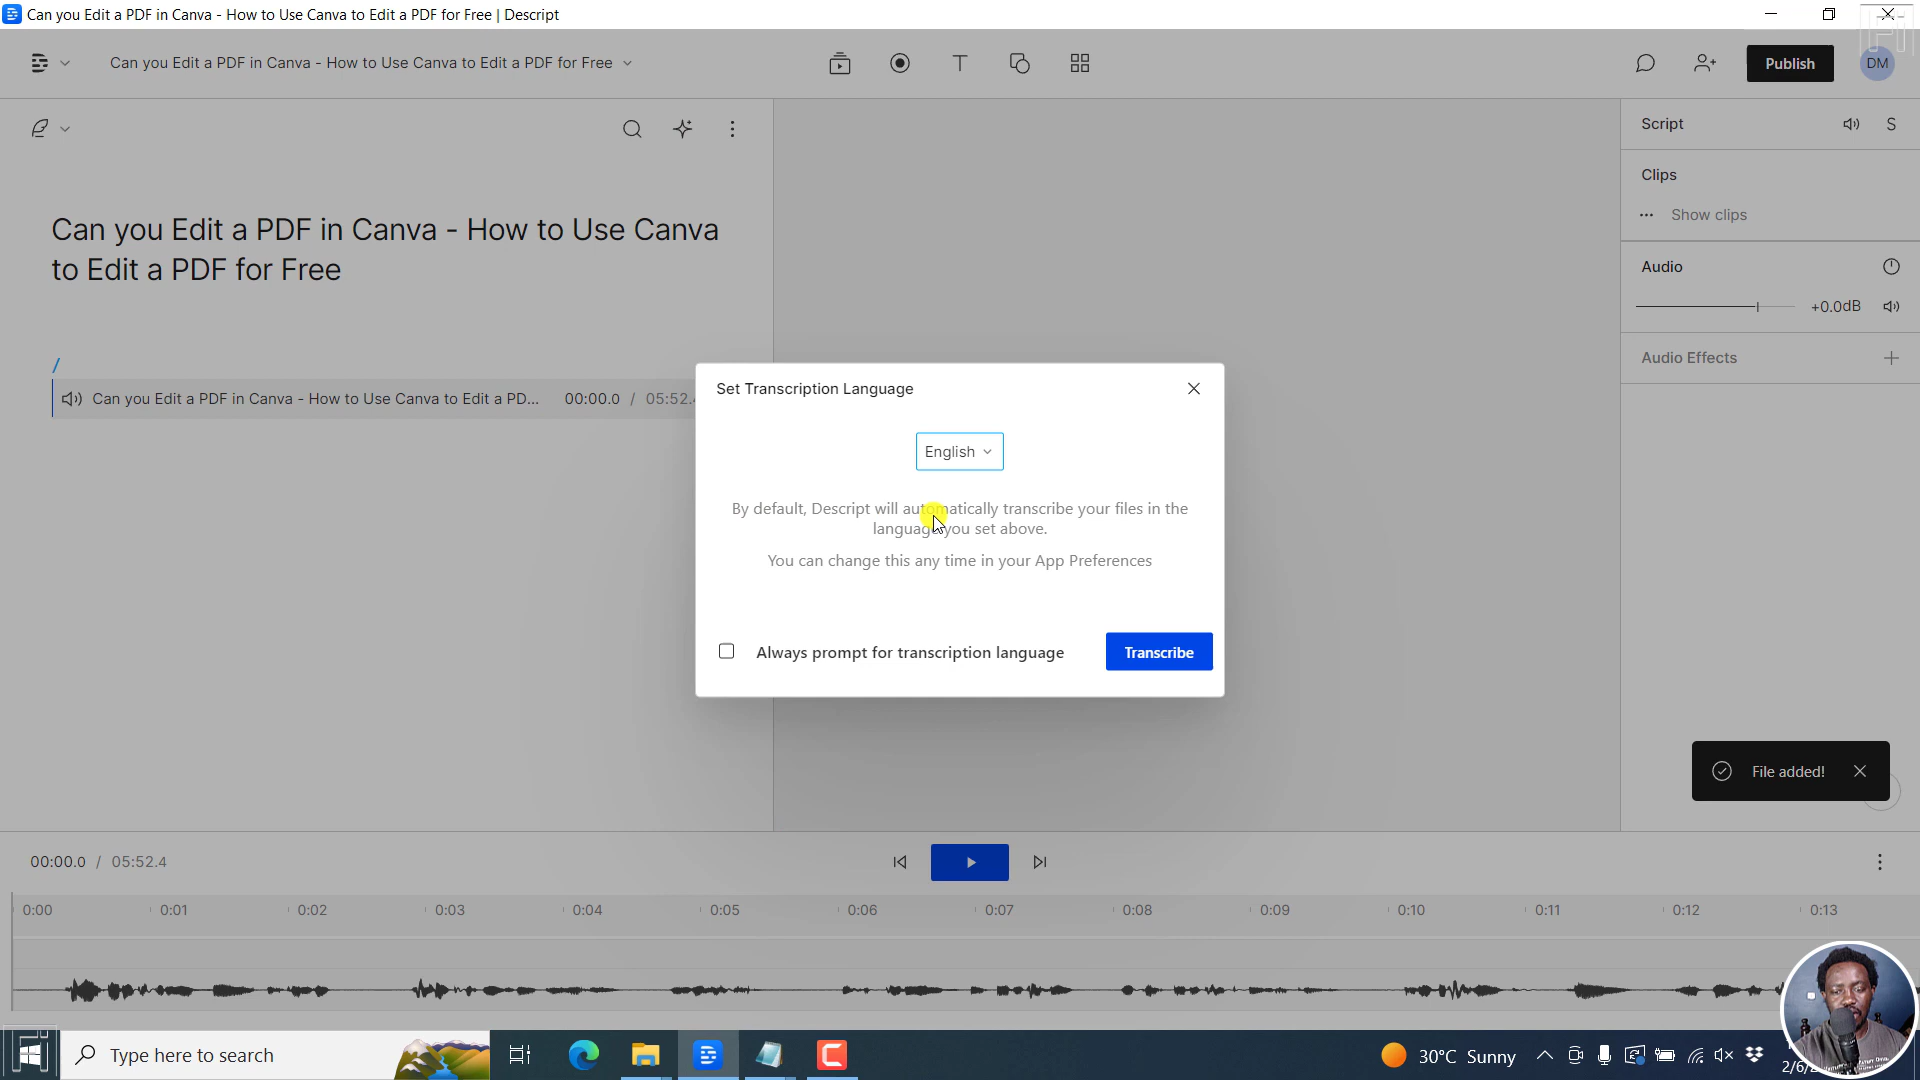 Can you Edit a PDF in Canva - How to Use Canva to Edit a PDF for Free | Descript
Can you Edit a PDF in Canva - How to Use Canva to Edit a PDF for Free
Publish
DM
Script
S
Clips
Show clips
Audio
+0.0dB
Audio Effects
Can you Edit a PDF in Canva - How to Use Canva
to Edit a PDF for Free
/
Can you Edit a PDF in Canva - How to Use Canva to Edit a PD... 00:00.0 / 05:52.4
Set Transcription Language
English
By default, Descript will automatically transcribe your files in the
language you set above.
You can change this any time in your App Preferences
Always prompt for transcription language
Transcribe
File added!
00:00.0 / 05:52.4
0:00 0:01 0:02 0:03 0:04 0:05 0:06 0:07 0:08 0:09 0:10 0:11 0:12 0:13
Type here to search
30°C Sunny